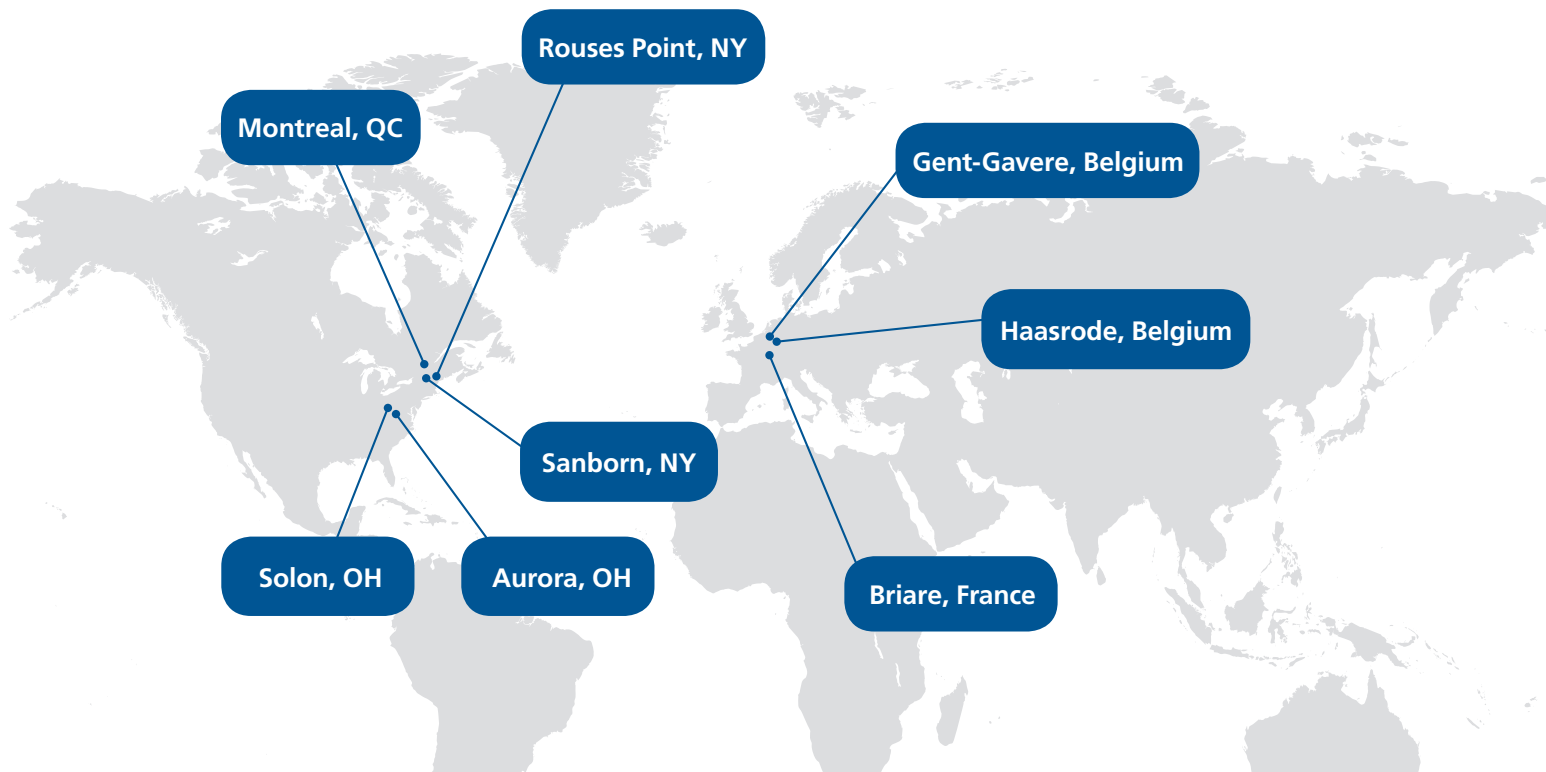 Rouses Point, NY
Montreal, QC
Gent-Gavere, Belgium
Haasrode, Belgium
Sanborn, NY
Solon, OH
Aurora, OH
Briare, France